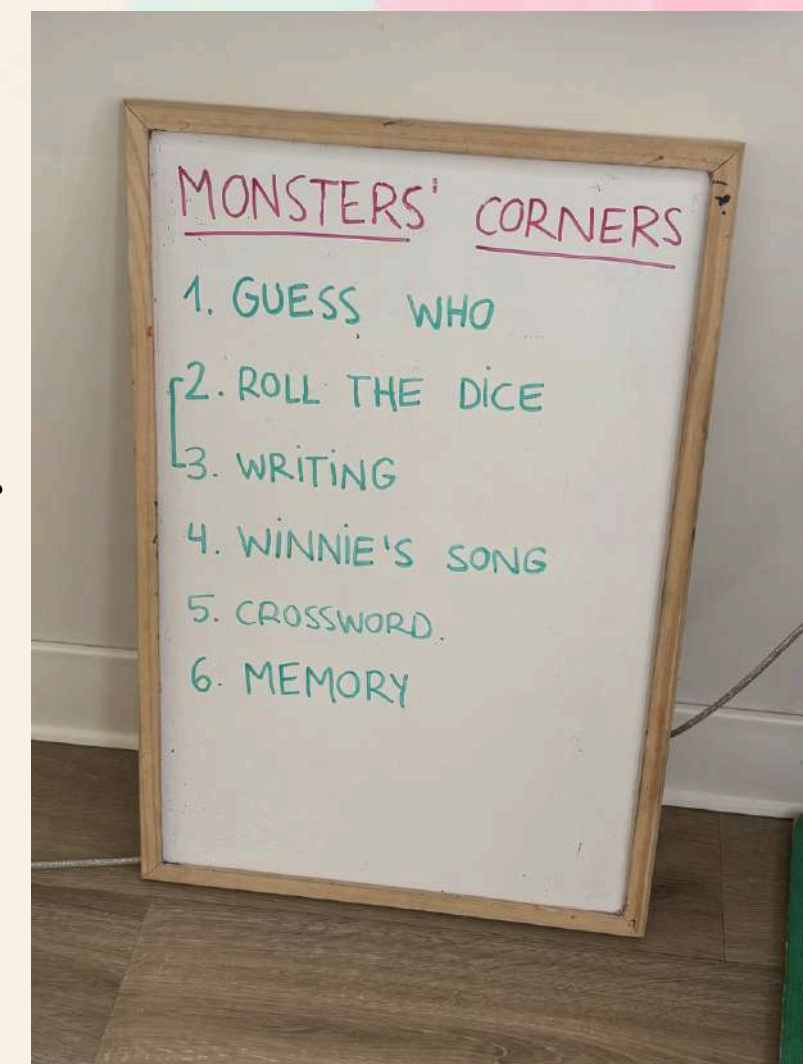 MONSTERS' CORNERS
1. GUESS WHO
2. ROLL THE DICE
3. WRITING
4. WINNIE'S SONG
5. CROSSWORD.
6. MEMORY